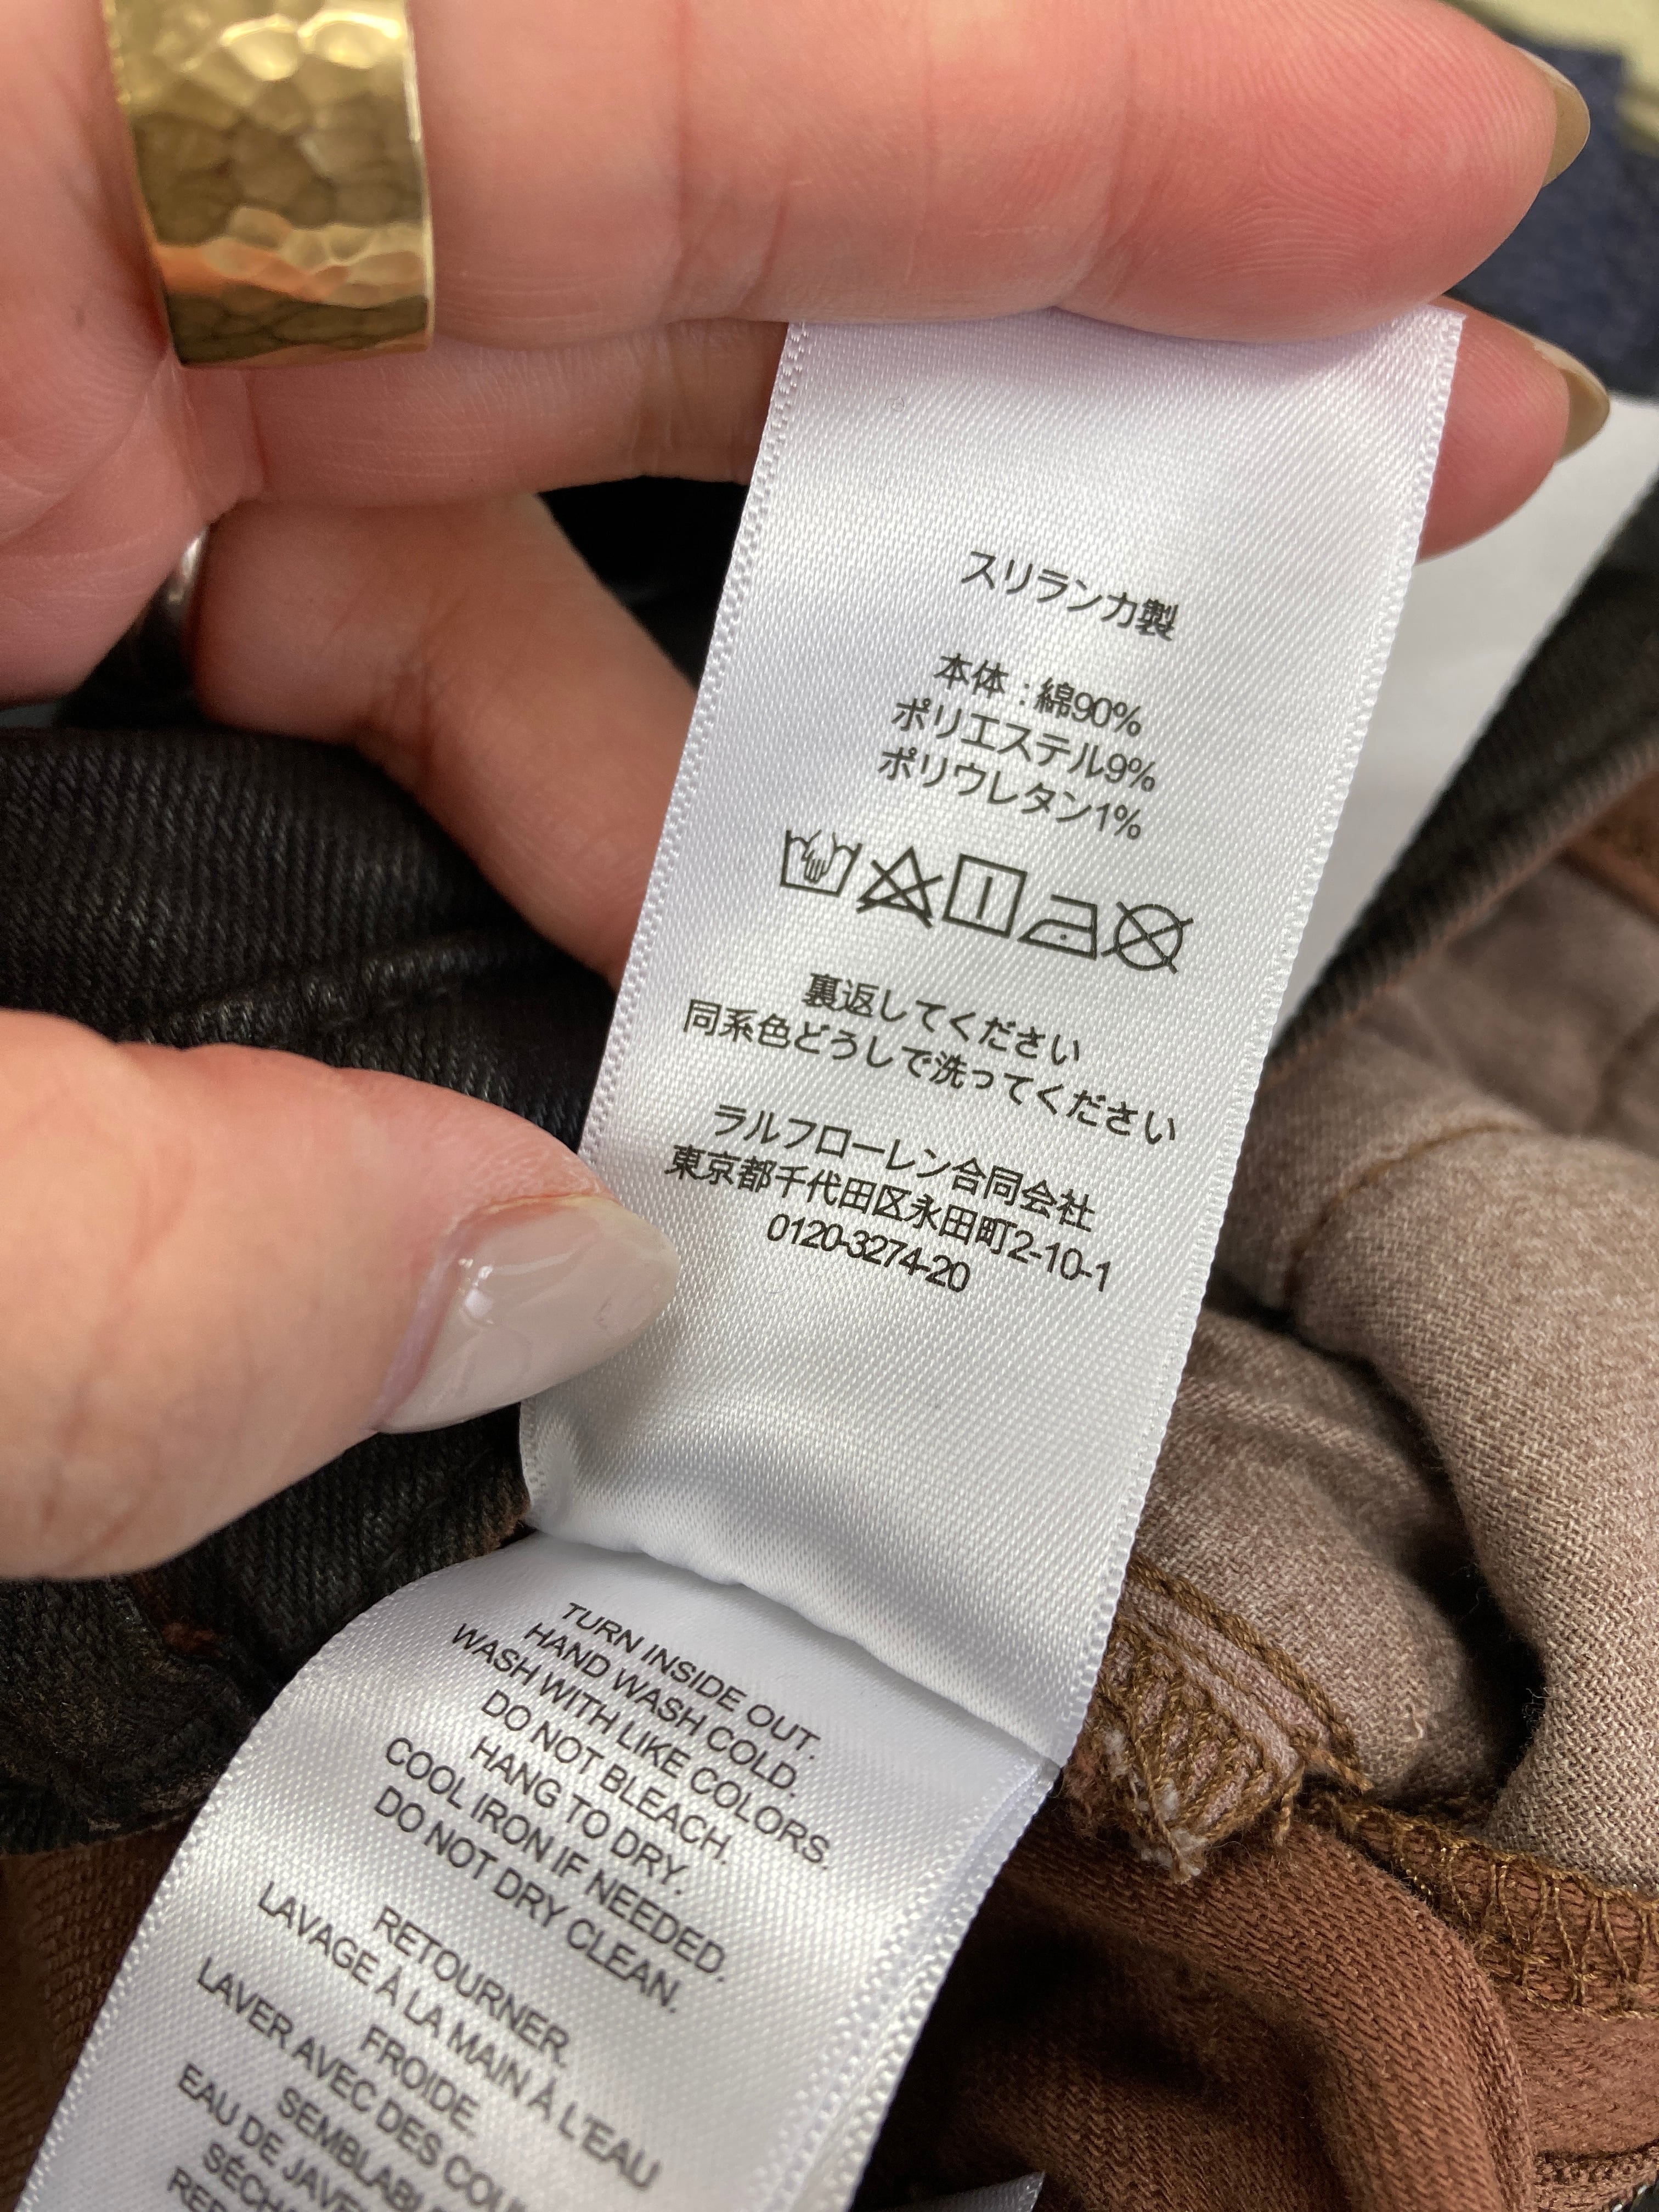 スリランカ製
本体：綿90%
ポリエステル9%
ポリウレタン1%
裏返してください
同系色どうしで洗ってください
ラルフローレン合同会社
東京都千代田区永田町2-10-1
0120-3274-20
TURN INSIDE OUT.
HAND WASH COLD.
WASH WITH LIKE COLORS.
DO NOT BLEACH.
HANG TO DRY.
COOL IRON IF NEEDED.
DO NOT DRY CLEAN.
RETOURNER.
LAVAGE À LA MAIN À L'EAU
FROIDE.
LAVER AVEC DES
EAU DE